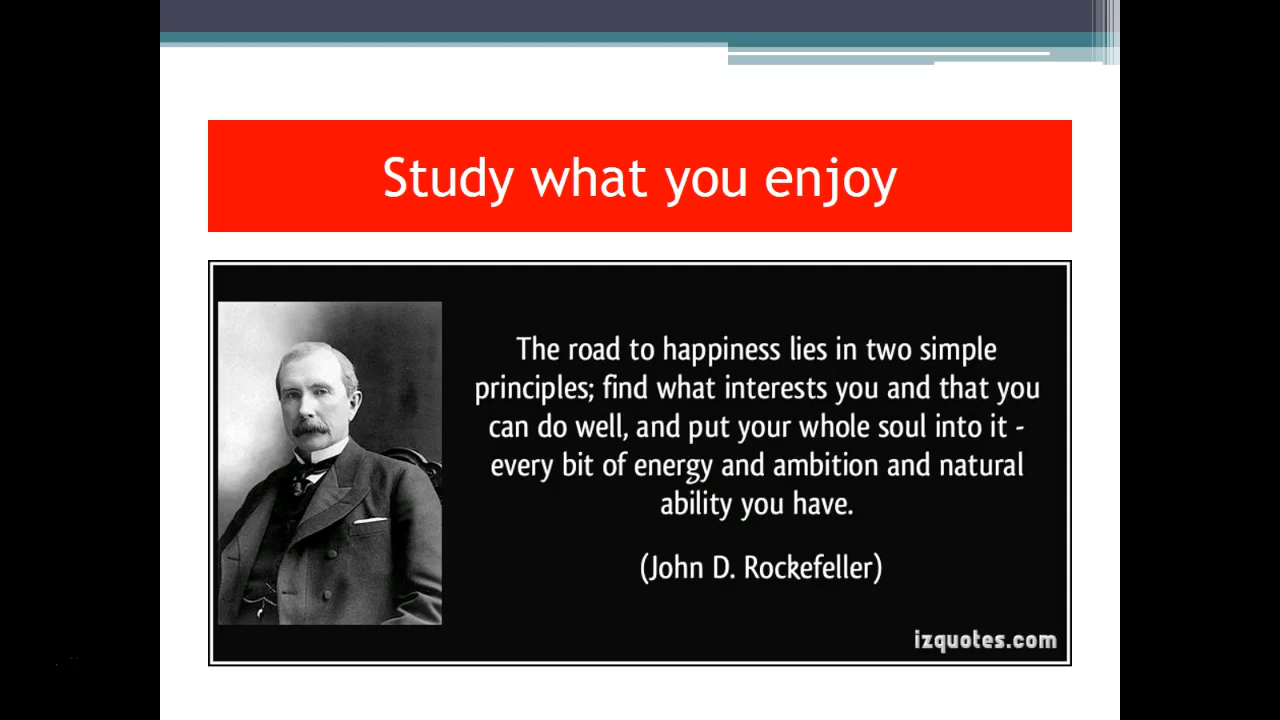 Study what you enjoy
The road to happiness lies in two simple
principles; find what interests you and that you
can do well, and put your whole soul into it -
every bit of energy and ambition and natural
ability you have.
(John D. Rockefeller)
izquotes.com